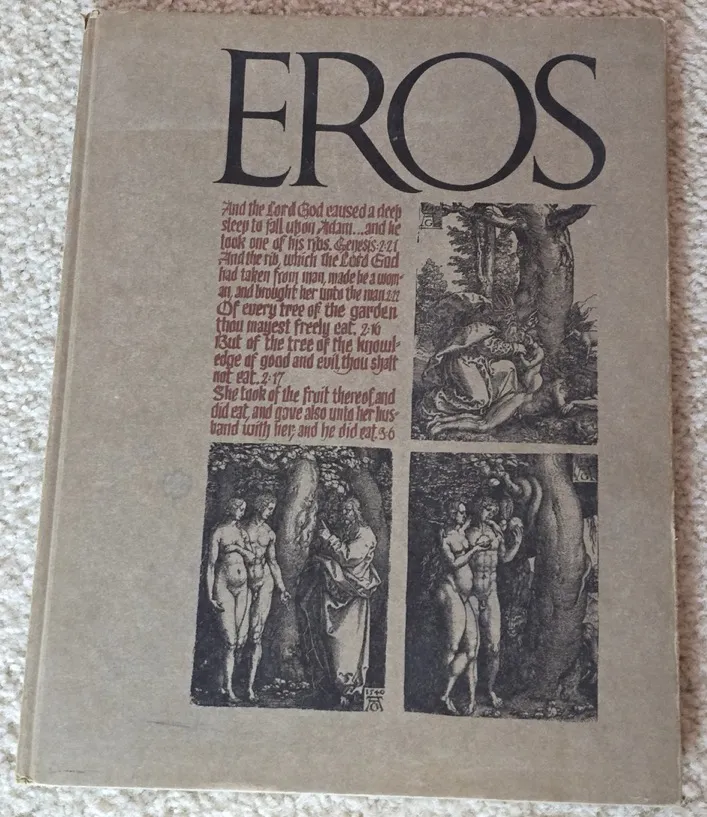 EROS
And the Lord God caused a deep
sleep to fall upon Adam...and he
took one of his ribs. Genesis 2:21
And the rib, which the Lord God
had taken from man, made he a wom-
an, and brought her unto the man 2:22
Of every tree of the garden
thou mayest freely eat. 2:16
But of the tree of the knowl-
edge of good and evil, thou shalt
not eat. 2:17
She took of the fruit thereof, and
did eat, and gave also unto her hus-
band with her, and he did eat. 3:6
1540